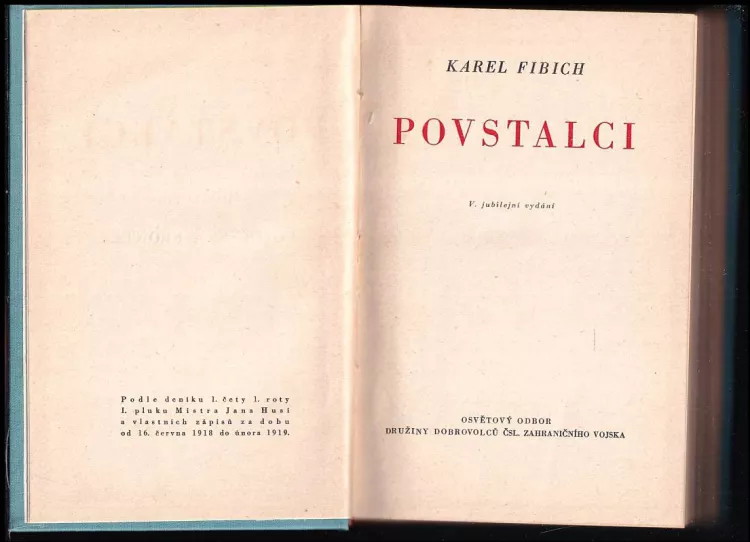 Podle deníku 1. čety 1. roty
I. pluku Mistra Jana Husi
a vlastních zápisů za dobu
od 16. června 1918 do února 1919.
KAREL FIBICH
POVSTALCI
V. jubilejní vydání
OSVĚTOVÝ ODBOR
DRUŽINY DOBROVOLCŮ ČSL. ZAHRANIČNÍHO VOJSKA